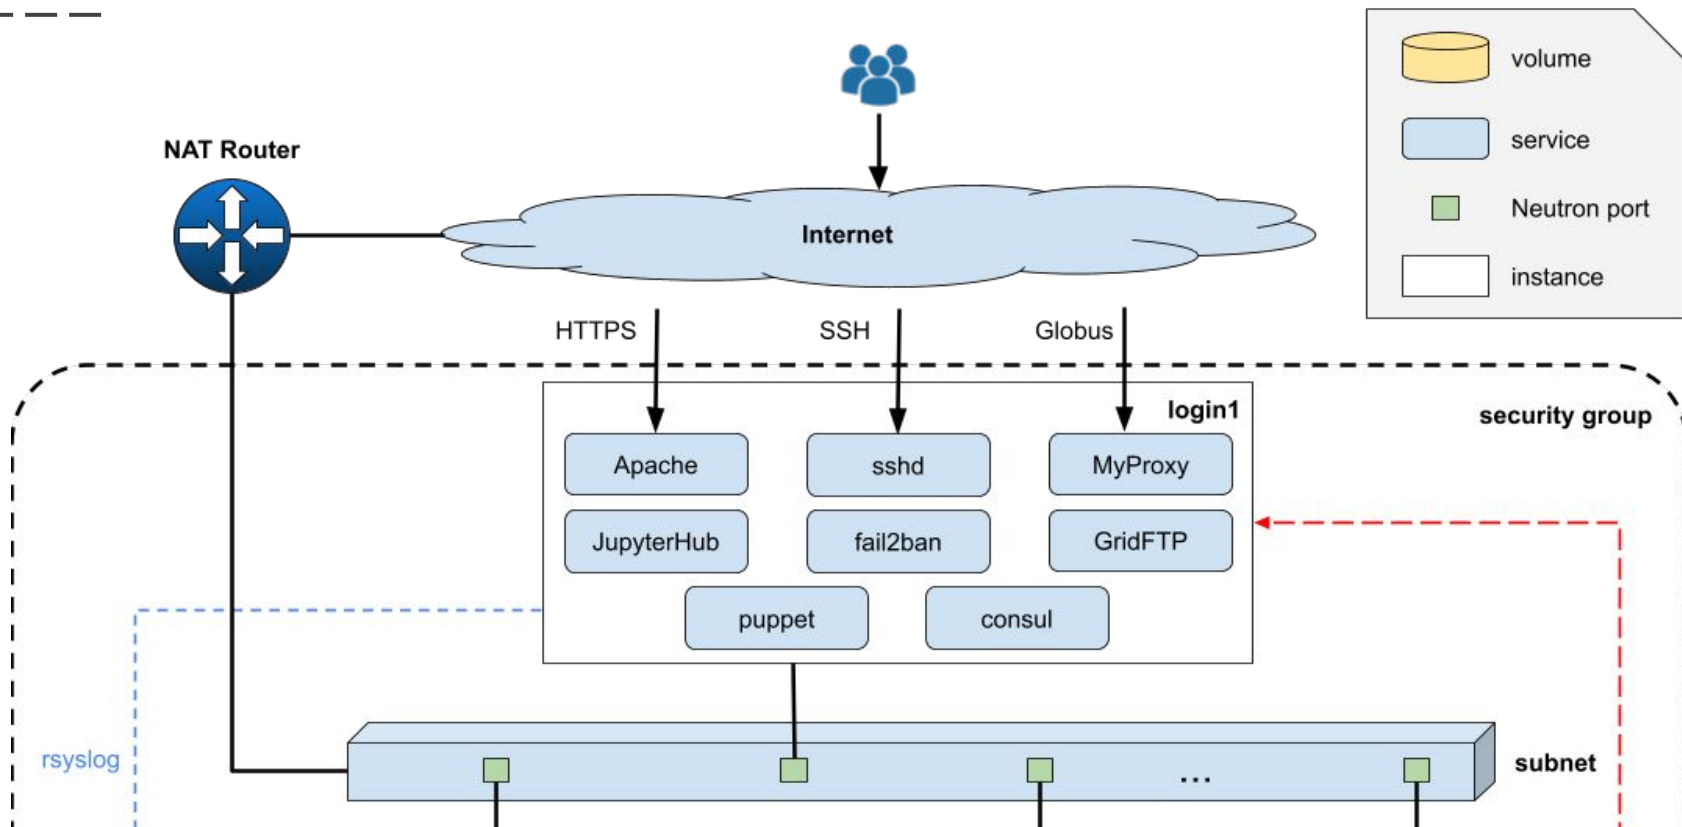 volume
service
NAT Router
Neutron port
Internet
instance
HTTPS
SSH
Globus
login1
security group
Apache
sshd
MyProxy
JupyterHub
fail2ban
GridFTP
puppet
consul
rsyslog
...
subnet